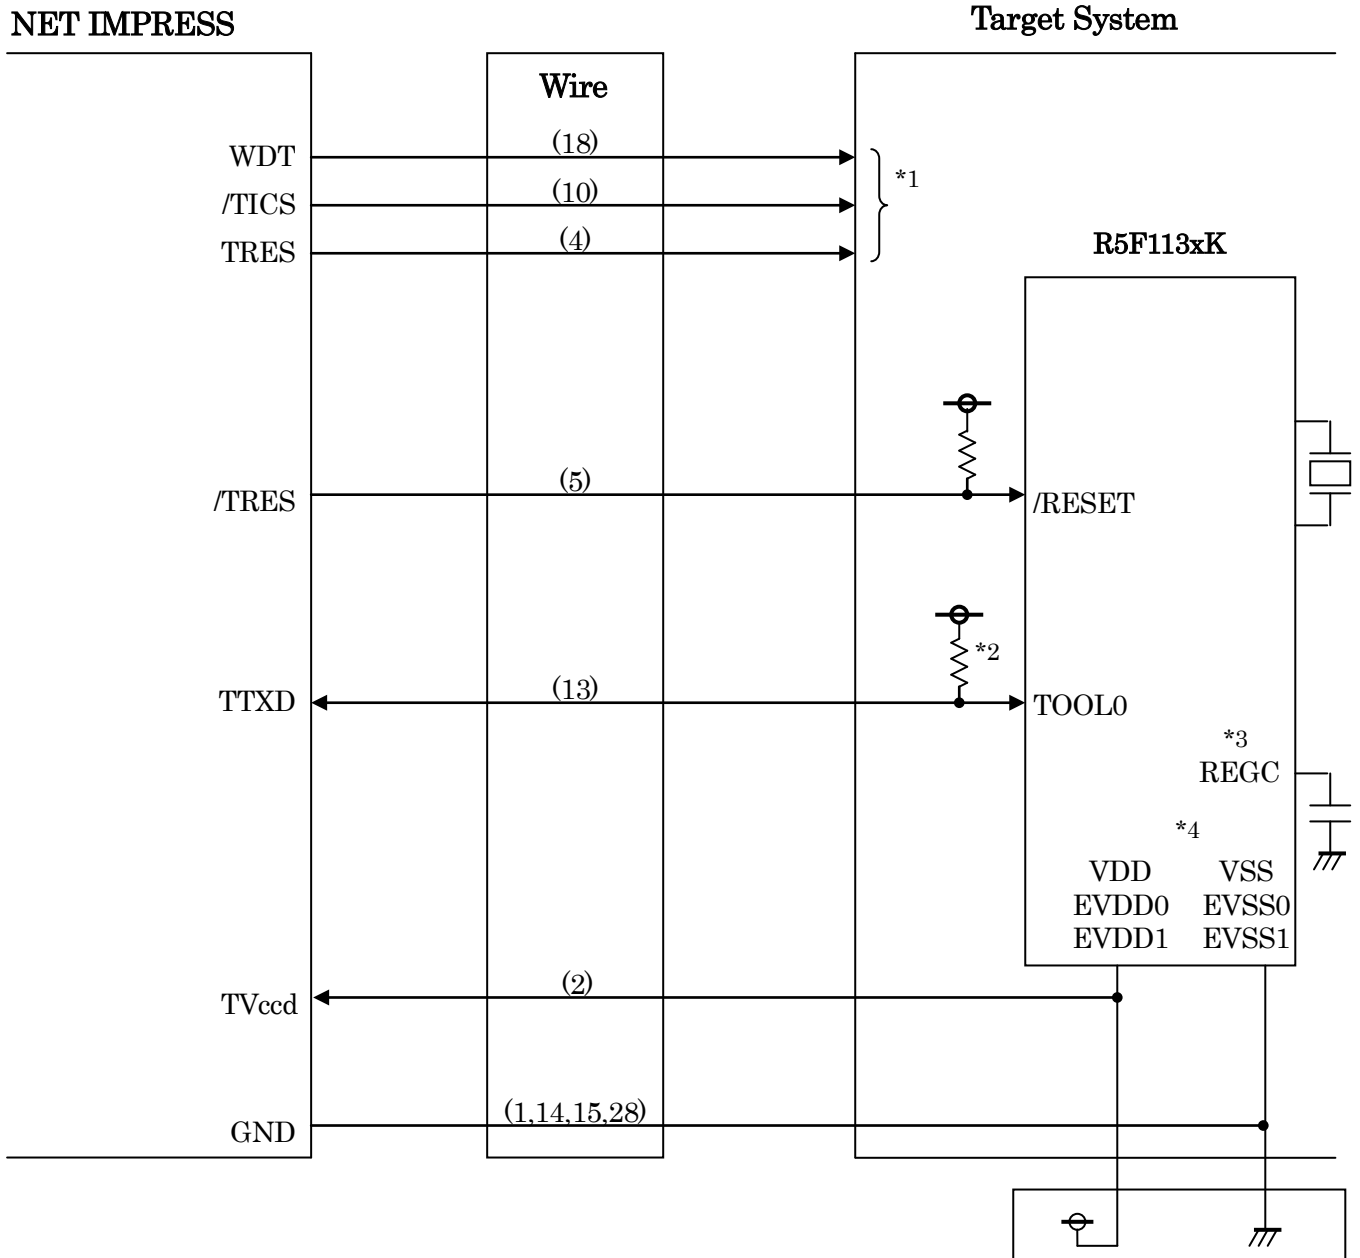 NET IMPRESS
Target System
Wire
WDT
(18)
*1
/TICS
(10)
TRES
(4)
R5F113xK
/TRES
(5)
/RESET
*2
TTXD
(13)
TOOL0
*3
REGC
*4
VDD
VSS
EVDD0
EVSS0
EVDD1
EVSS1
TVccd
(2)
GND
(1,14,15,28)